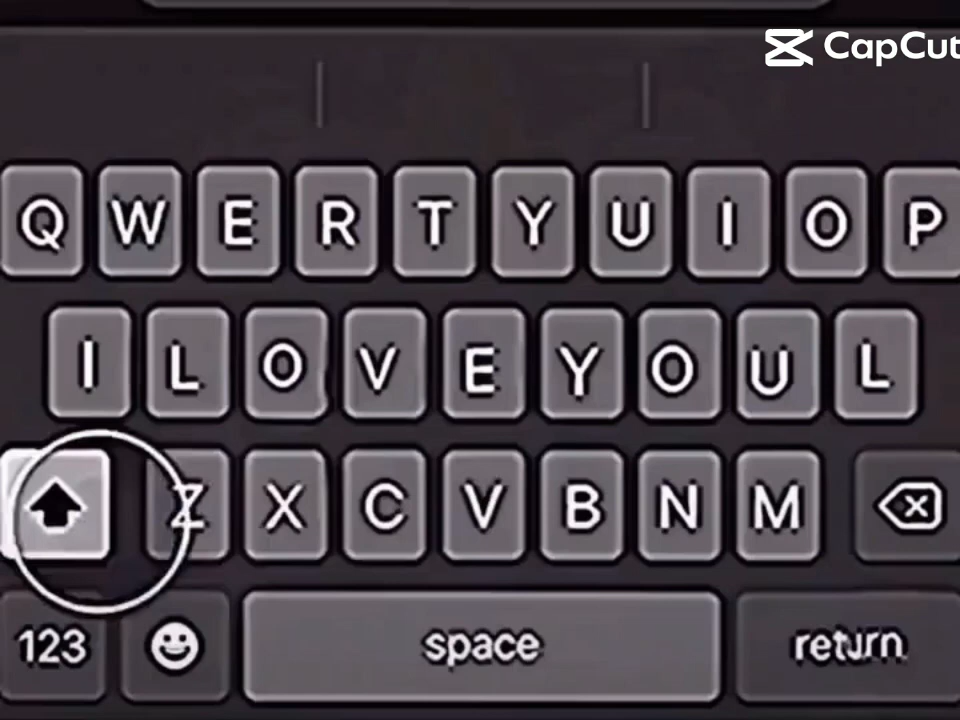 CapCut
Q W E R T Y U I O P
I L O V E Y O U L
Z X C V B N M
123 space return